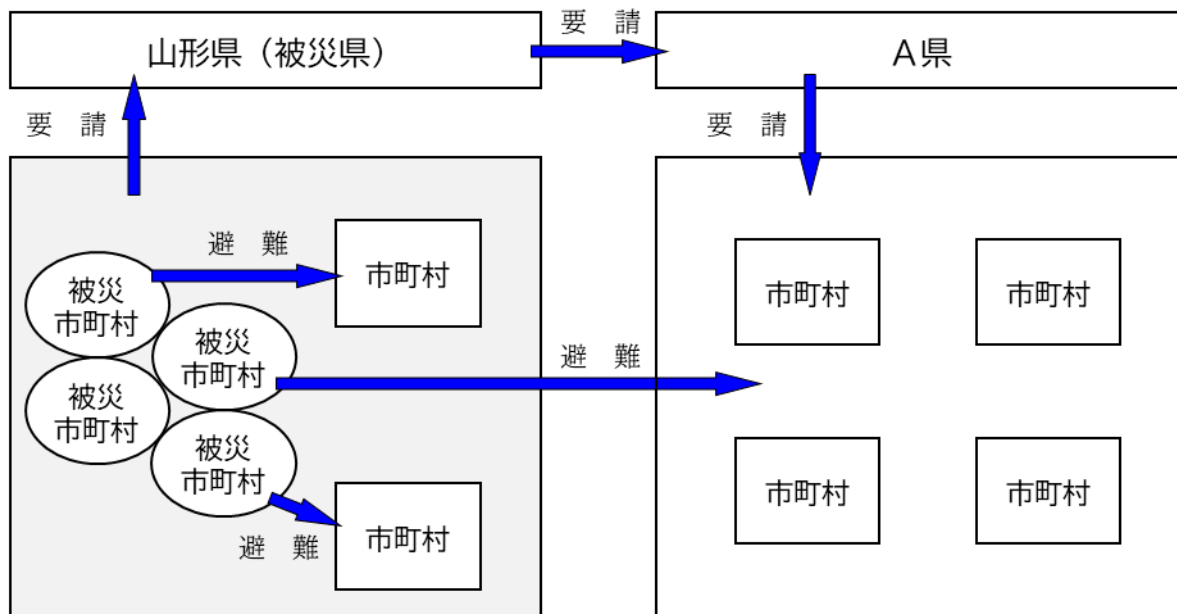 要　請
山形県（被災県）
A県
要　請
要　請
避　難
市町村
被災
市町村
被災
市町村
避　難
被災
市町村
被災
市町村
避　難
市町村
市町村
市町村
市町村
市町村